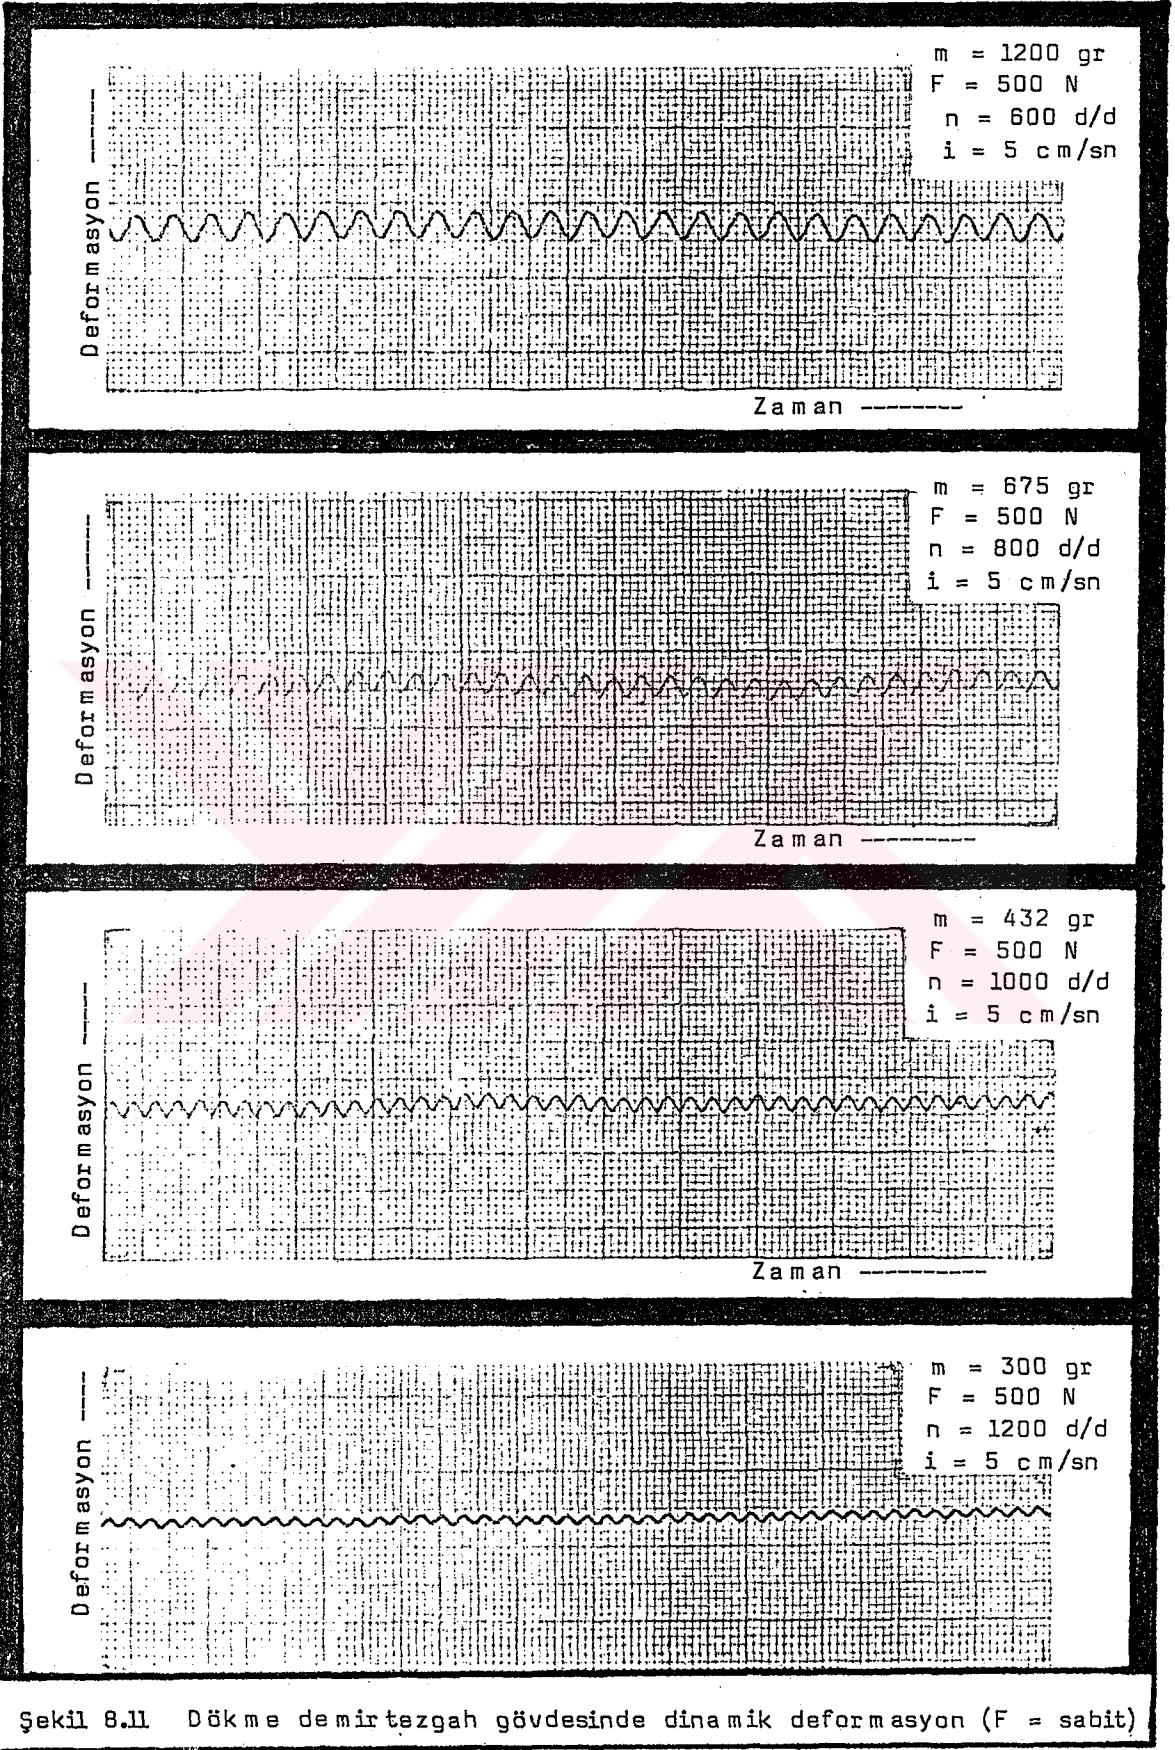 m = 1200 gr
F = 500 N
n = 600 d/d
i = 5 cm/sn
Deformasyon
Zaman
m = 675 gr
F = 500 N
n = 800 d/d
i = 5 cm/sn
Deformasyon
Zaman
m = 432 gr
F = 500 N
n = 1000 d/d
i = 5 cm/sn
Deformasyon
Zaman
m = 300 gr
F = 500 N
n = 1200 d/d
i = 5 cm/sn
Deformasyon
Şekil 8.11 Dökme demir tezgah gövdesinde dinamik deformasyon (F = sabit)